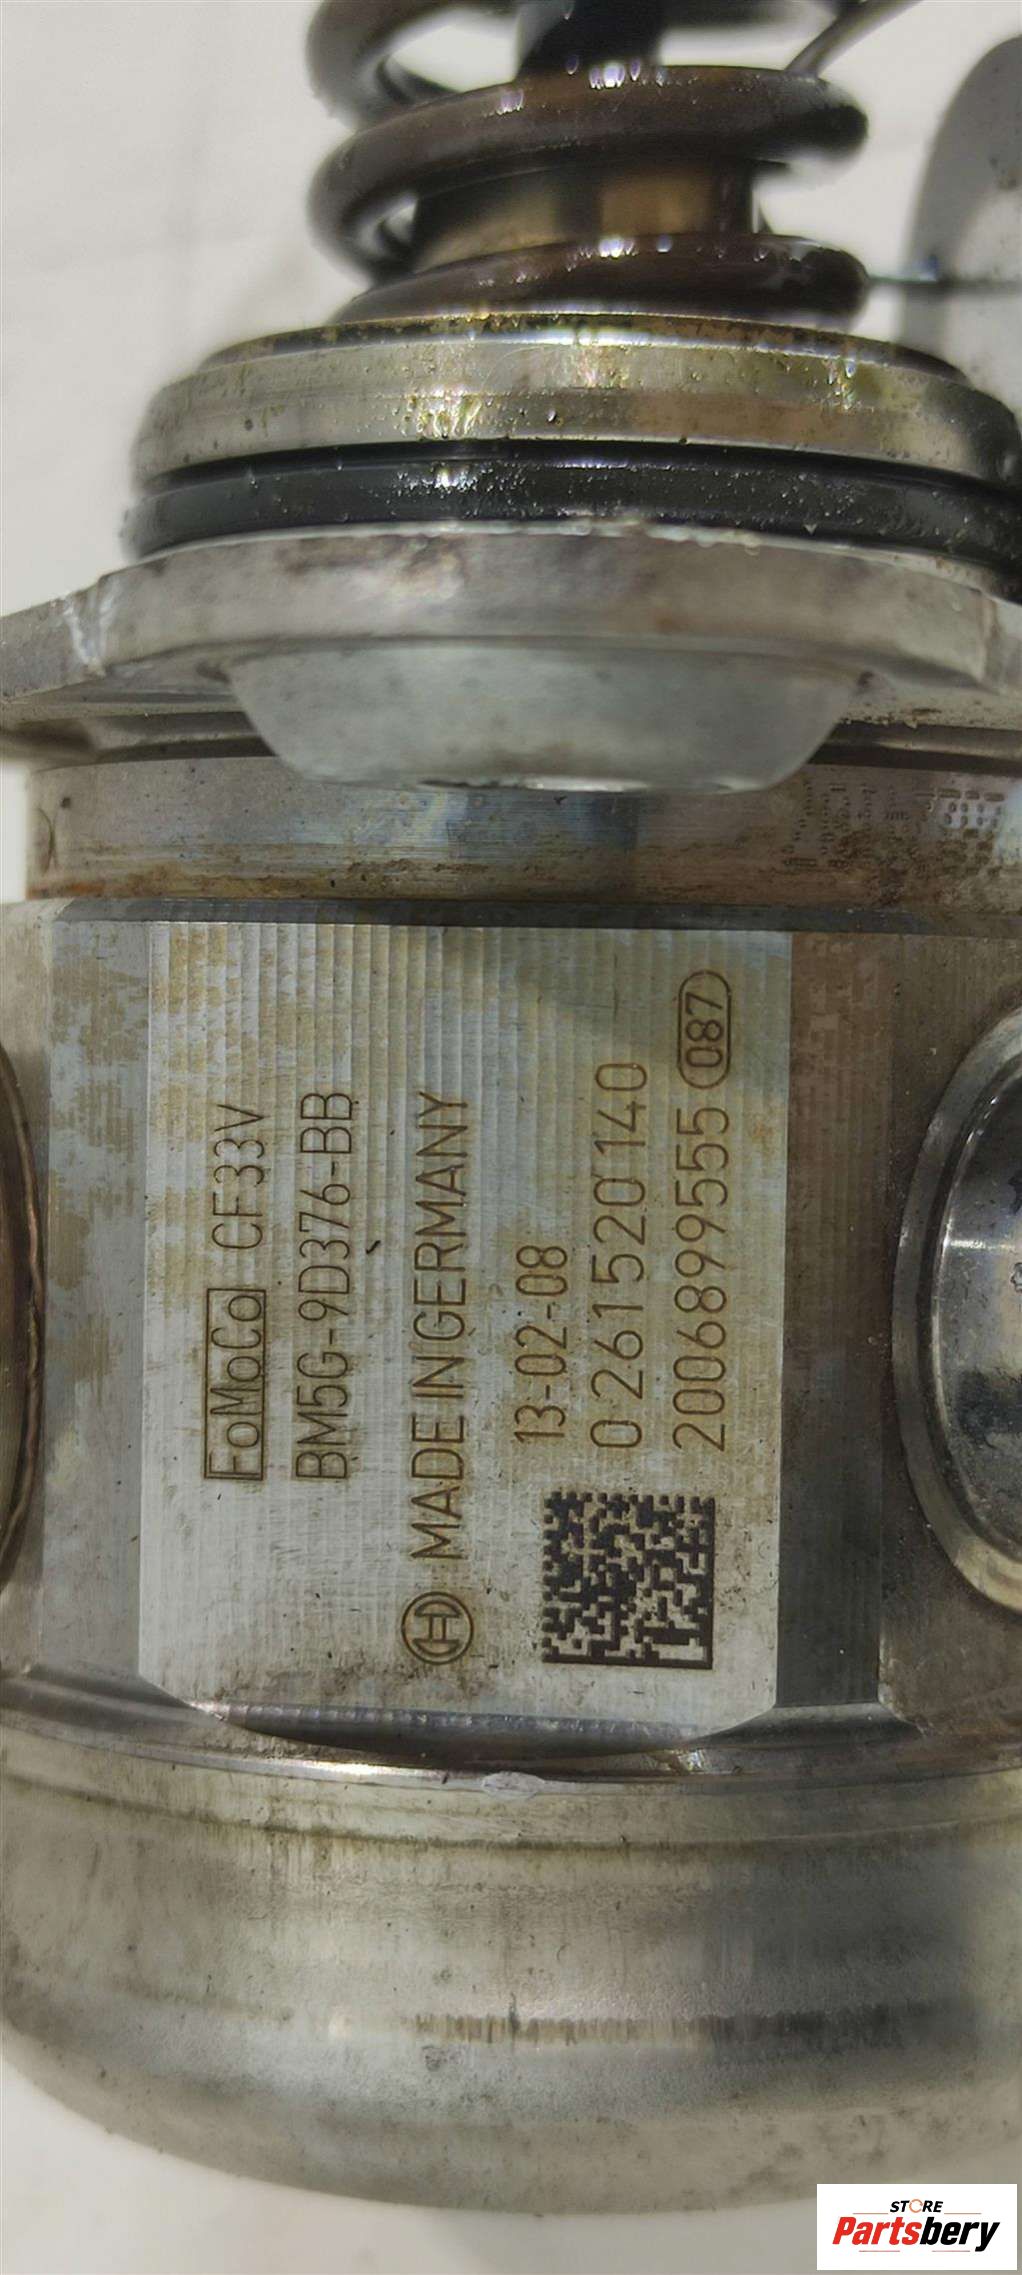 FoMoCo CF33V
BM5G-9D376-BB
MADE IN GERMANY
13-02-08
0 261 520 140
2006899555 087
STORE
Partsbery